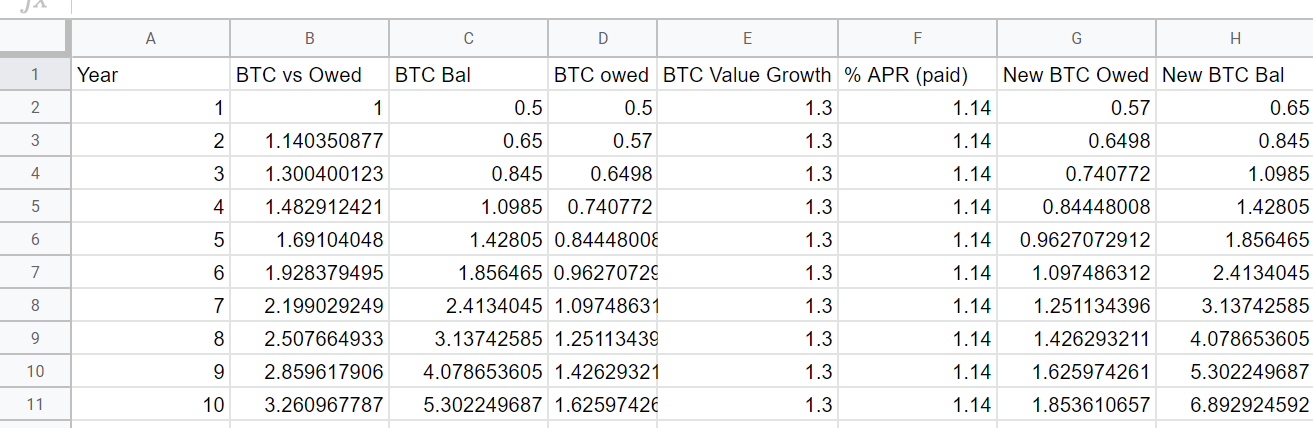 fx
A B C D E F G H
1 Year BTC vs Owed BTC Bal BTC owed BTC Value Growth % APR (paid) New BTC Owed New BTC Bal
2 1 1 0.5 0.5 1.3 1.14 0.57 0.65
3 2 1.140350877 0.65 0.57 1.3 1.14 0.6498 0.845
4 3 1.300400123 0.845 0.6498 1.3 1.14 0.740772 1.0985
5 4 1.482912421 1.0985 0.740772 1.3 1.14 0.84448008 1.42805
6 5 1.69104048 1.42805 0.84448008 1.3 1.14 0.9627072912 1.856465
7 6 1.928379495 1.856465 0.96270729 1.3 1.14 1.097486312 2.4134045
8 7 2.199029249 2.4134045 1.09748631 1.3 1.14 1.251134396 3.13742585
9 8 2.507664933 3.13742585 1.25113439 1.3 1.14 1.426293211 4.078653605
10 9 2.859617906 4.078653605 1.42629321 1.3 1.14 1.625974261 5.302249687
11 10 3.260967787 5.302249687 1.62597426 1.3 1.14 1.853610657 6.892924592